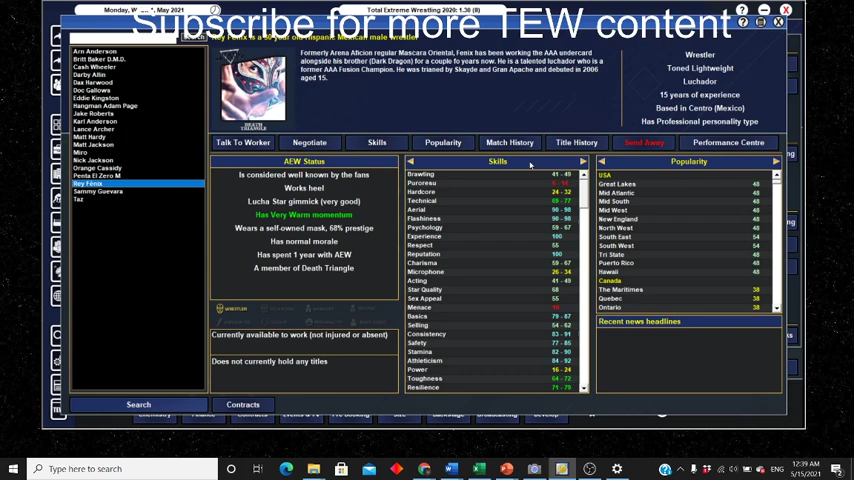 Subscribe for more TEW content
Total Extreme Wrestling 2020: 1.30 (silver)
May 2021
Search
Formerly Arena Aficion regular Mascara Oriental, Fenix has been working the AAA undercard
alongside his brother (Dark Dragon) for a couple fo years now. He is a talented luchador who is a
former AAA Fusion Champion. He was trianed by Skayde and Gran Apache and debuted in 2006
aged 15.
DEATH
TRIANGLE
Wrestler
Toned Lightweight
Luchador
15 years of experience
Based in Centro (Mexico)
Has Professional personality type
Arn Anderson
Britt Baker D.M.D.
Cash Wheeler
Darby Allin
Dax Harwood
Doc Gallows
Eddie Kingston
Hangman Adam Page
Jake Roberts
Karl Anderson
Lance Archer
Matt Hardy
Matt Jackson
Miro
Nick Jackson
Orange Cassidy
Penta El Zero M
Rey Fénix
Sammy Guevara
Taz
Talk To Worker
Negotiate
Skills
Popularity
Match History
Title History
Send Away
Performance Centre
AEW Status
Is considered well known by the fans
Works heel
Lucha Star gimmick (very good)
Has Very Warm momentum
Wears a self-owned mask, 68% prestige
Has normal morale
Has spent 1 year with AEW
A member of Death Triangle
WRESTLER
Currently available to work (not injured or absent)
Does not currently hold any titles
Skills
Brawling 41 - 49
Puroresu
Hardcore 24 - 32
Technical 69 - 77
Aerial 90 - 98
Flashiness 90 - 98
Psychology 59 - 67
Experience 100
Respect 55
Reputation 100
Charisma 59 - 67
Microphone 26 - 34
Acting 41 - 49
Star Quality 68
Sex Appeal 55
Menace
Basics 79 - 87
Selling 54 - 62
Consistency 83 - 91
Safety 77 - 85
Stamina 82 - 90
Athleticism 84 - 92
Power 16 - 24
Toughness 64 - 72
Resilience 71 - 79
Popularity
USA
Great Lakes 48
Mid Atlantic 48
Mid South 48
Mid West 48
New England 48
North West 48
South East 54
South West 54
Tri State 48
Puerto Rico 48
Hawaii 48
Canada
The Maritimes 38
Quebec 38
Ontario 38
Recent news headlines
Search
Contracts
Type here to search
ENG
12:39 AM
5/15/2021